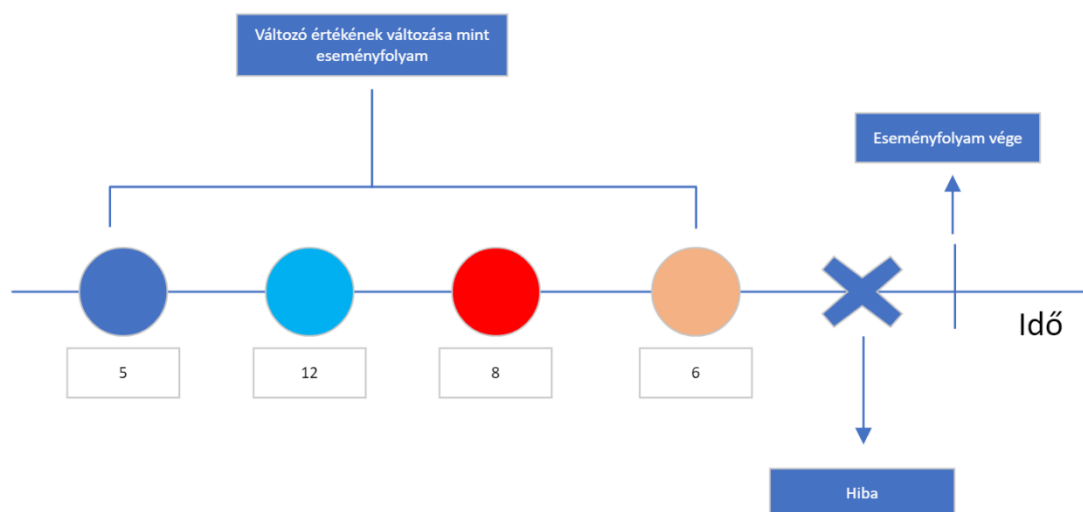 Változó értékének változása mint
eseményfolyam
Eseményfolyam vége
Idő
5
12
8
6
Hiba